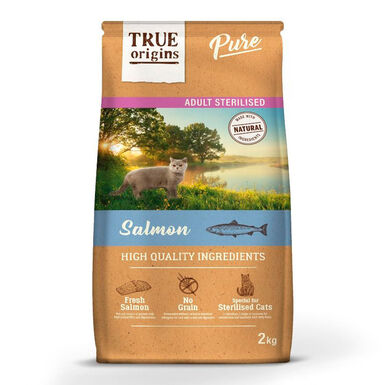 TRUE
origins
Pure
ADULT STERILISED
MADE WITH
NATURAL
INGREDIENTS
Salmon
HIGH QUALITY INGREDIENTS
Fresh
Salmon
No
Grain
Special for
Sterilised Cats
2kg